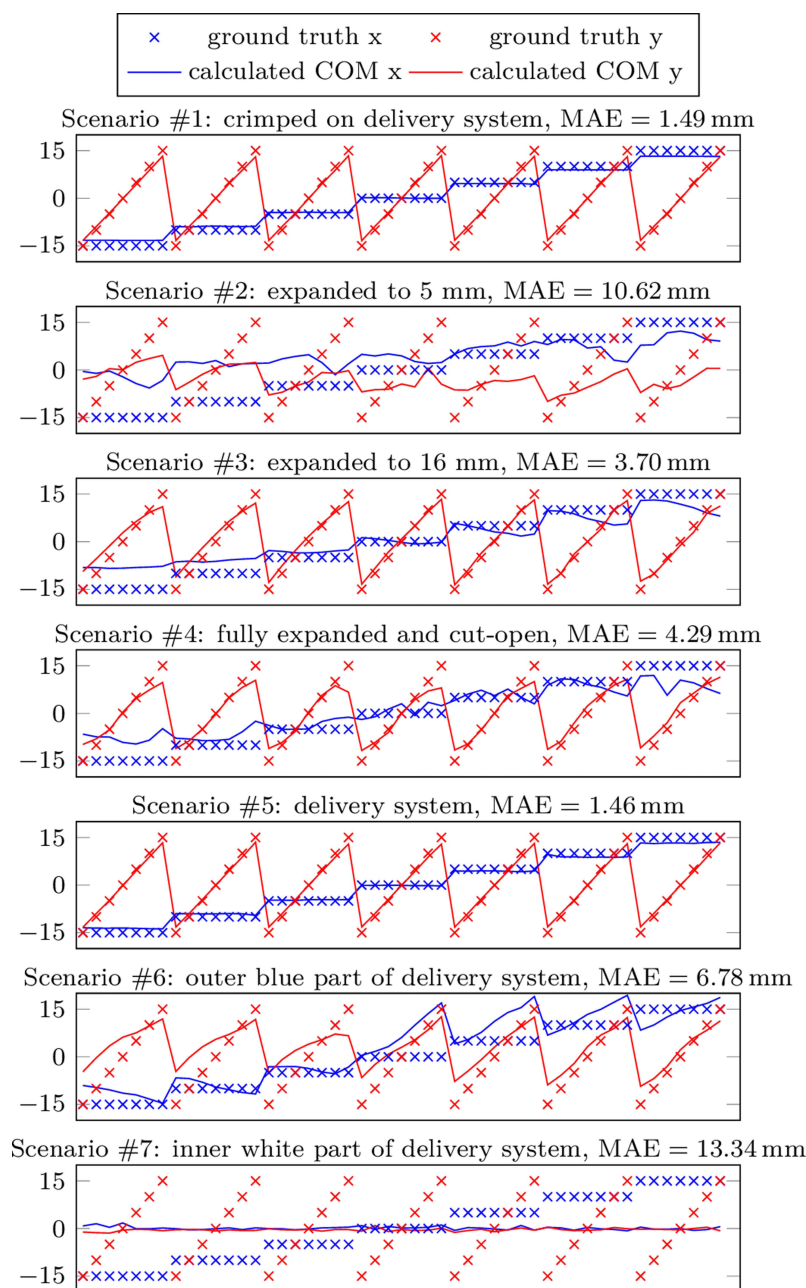 ground truth x ground truth y
calculated COM x calculated COM y
Scenario #1: crimped on delivery system, MAE = 1.49 mm
15
0
−15
Scenario #2: expanded to 5 mm, MAE = 10.62 mm
15
0
−15
Scenario #3: expanded to 16 mm, MAE = 3.70 mm
15
0
−15
Scenario #4: fully expanded and cut-open, MAE = 4.29 mm
15
0
−15
Scenario #5: delivery system, MAE = 1.46 mm
15
0
−15
Scenario #6: outer blue part of delivery system, MAE = 6.78 mm
15
0
−15
Scenario #7: inner white part of delivery system, MAE = 13.34 mm
15
0
−15